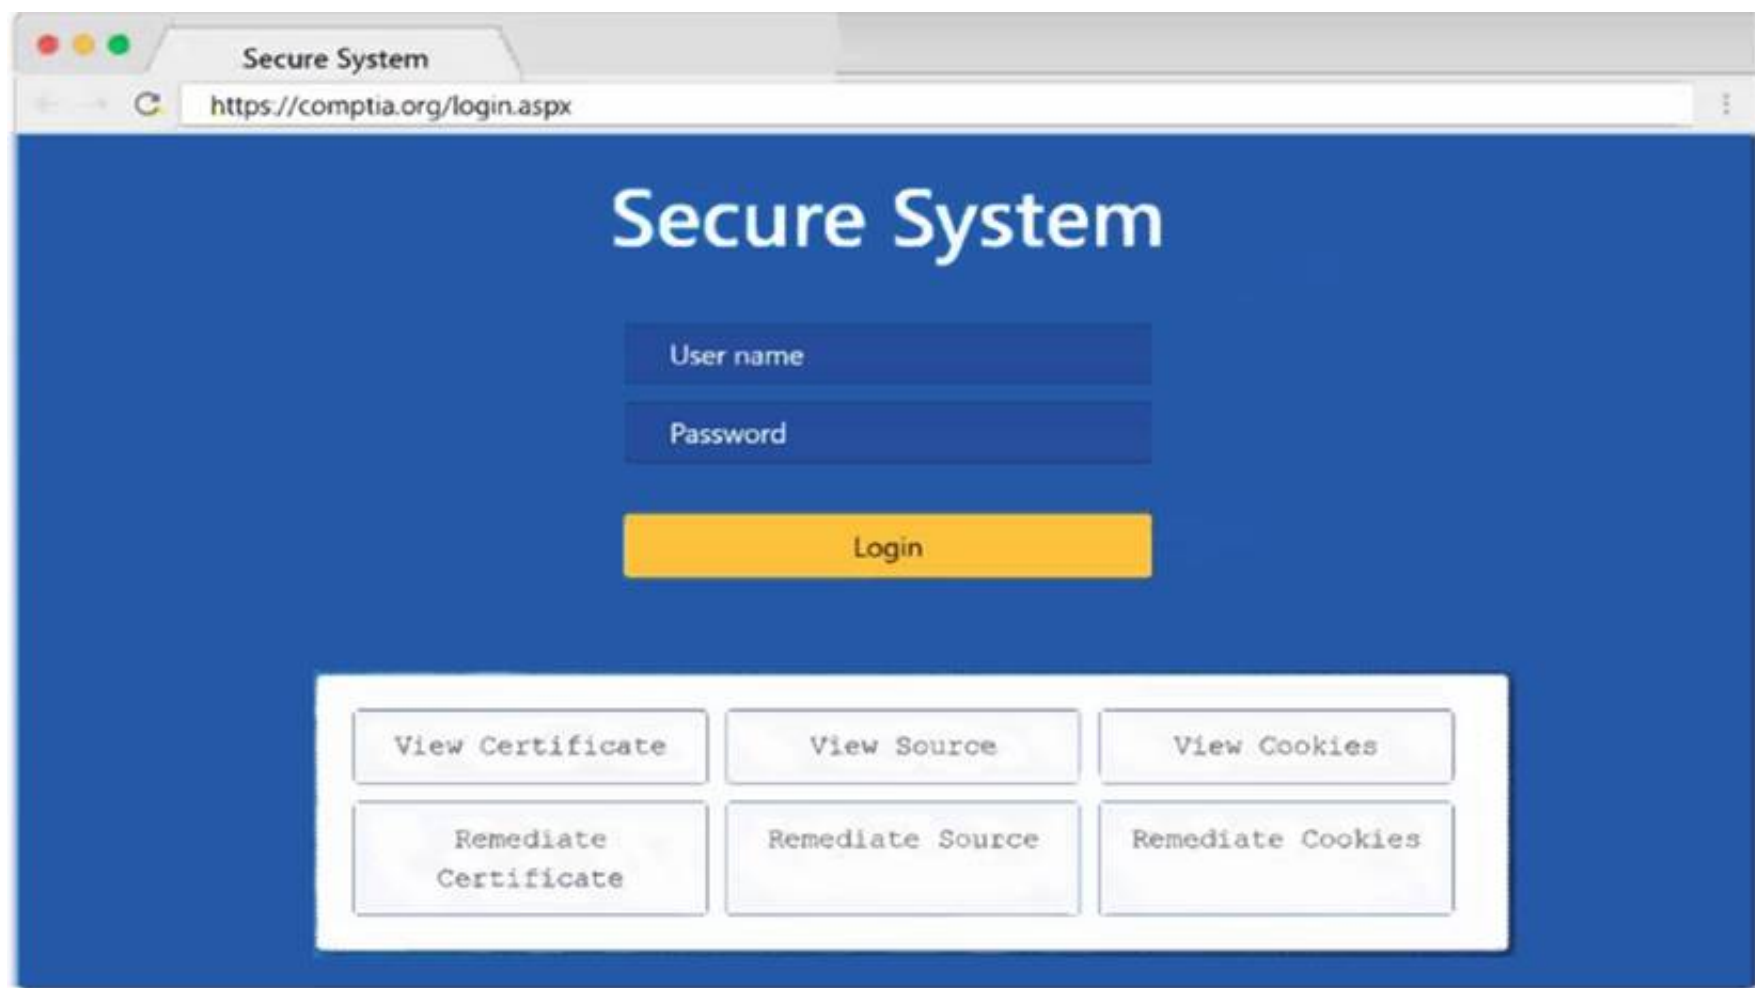 Secure System
https://comptia.org/login.aspx
Secure System
User name
Password
Login
View Certificate
View Source
View Cookies
Remediate
Certificate
Remediate Source
Remediate Cookies